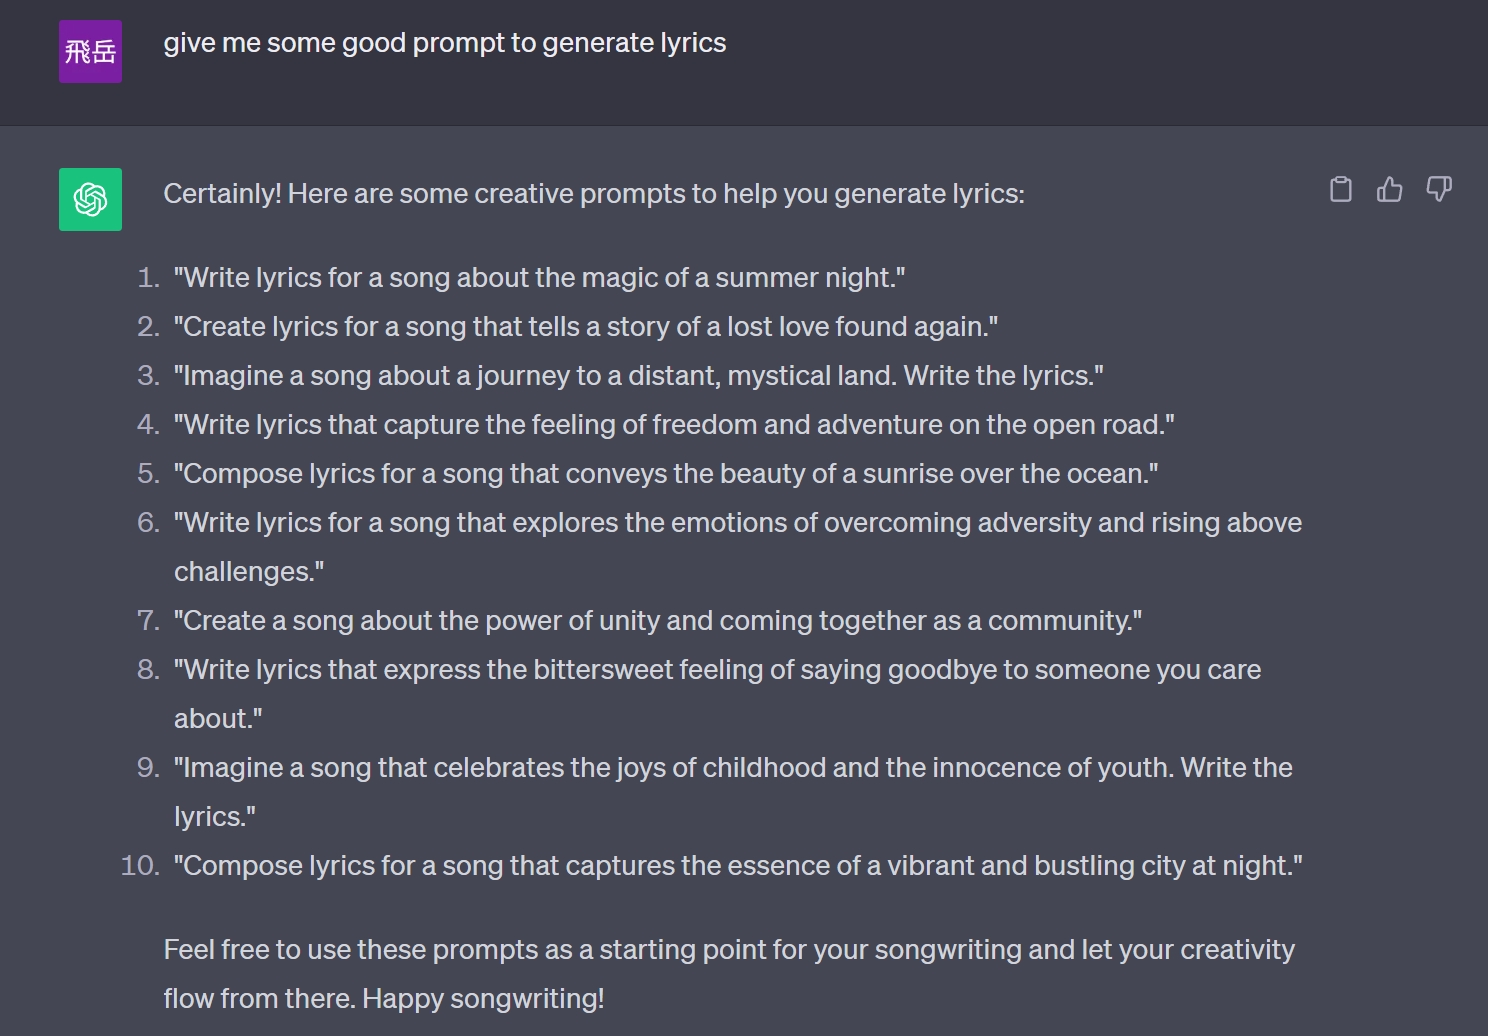 飛岳
give me some good prompt to generate lyrics
Certainly! Here are some creative prompts to help you generate lyrics:
1. "Write lyrics for a song about the magic of a summer night."
2. "Create lyrics for a song that tells a story of a lost love found again."
3. "Imagine a song about a journey to a distant, mystical land. Write the lyrics."
4. "Write lyrics that capture the feeling of freedom and adventure on the open road."
5. "Compose lyrics for a song that conveys the beauty of a sunrise over the ocean."
6. "Write lyrics for a song that explores the emotions of overcoming adversity and rising above
challenges."
7. "Create a song about the power of unity and coming together as a community."
8. "Write lyrics that express the bittersweet feeling of saying goodbye to someone you care
about."
9. "Imagine a song that celebrates the joys of childhood and the innocence of youth. Write the
lyrics."
10. "Compose lyrics for a song that captures the essence of a vibrant and bustling city at night."
Feel free to use these prompts as a starting point for your songwriting and let your creativity
flow from there. Happy songwriting!